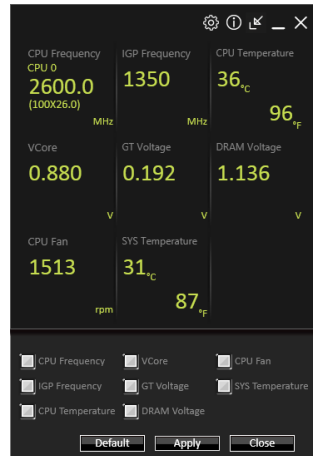 CPU Frequency IGP Frequency CPU Temperature
CPU 0
2600.0 1350 36°C
(100X26.0)
MHz MHz 96°F
VCore GT Voltage DRAM Voltage
0.880 0.192 1.136
V V V
CPU Fan SYS Temperature
1513 31°C
rpm 87°F
CPU Frequency VCore CPU Fan
IGP Frequency GT Voltage SYS Temperature
CPU Temperature DRAM Voltage
Default Apply Close